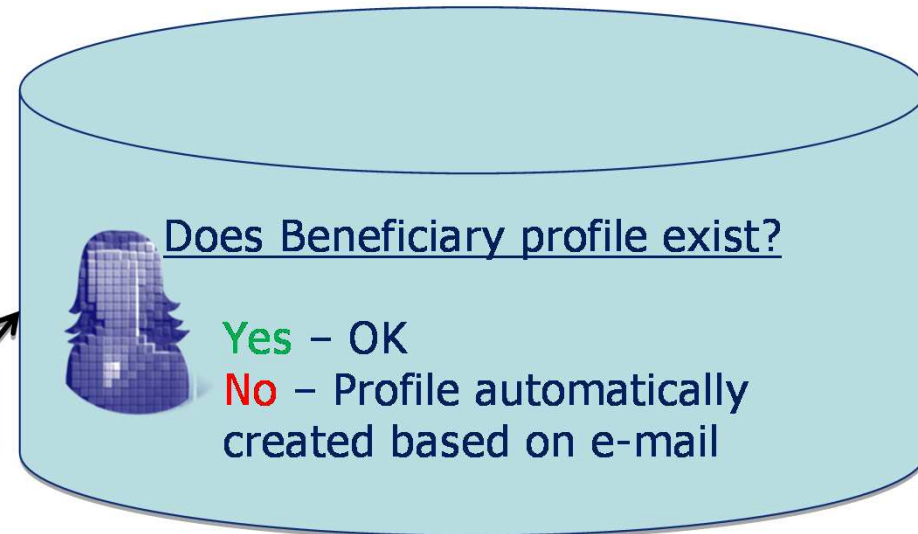 Does Beneficiary profile exist?
Yes – OK
No – Profile automatically
created based on e-mail